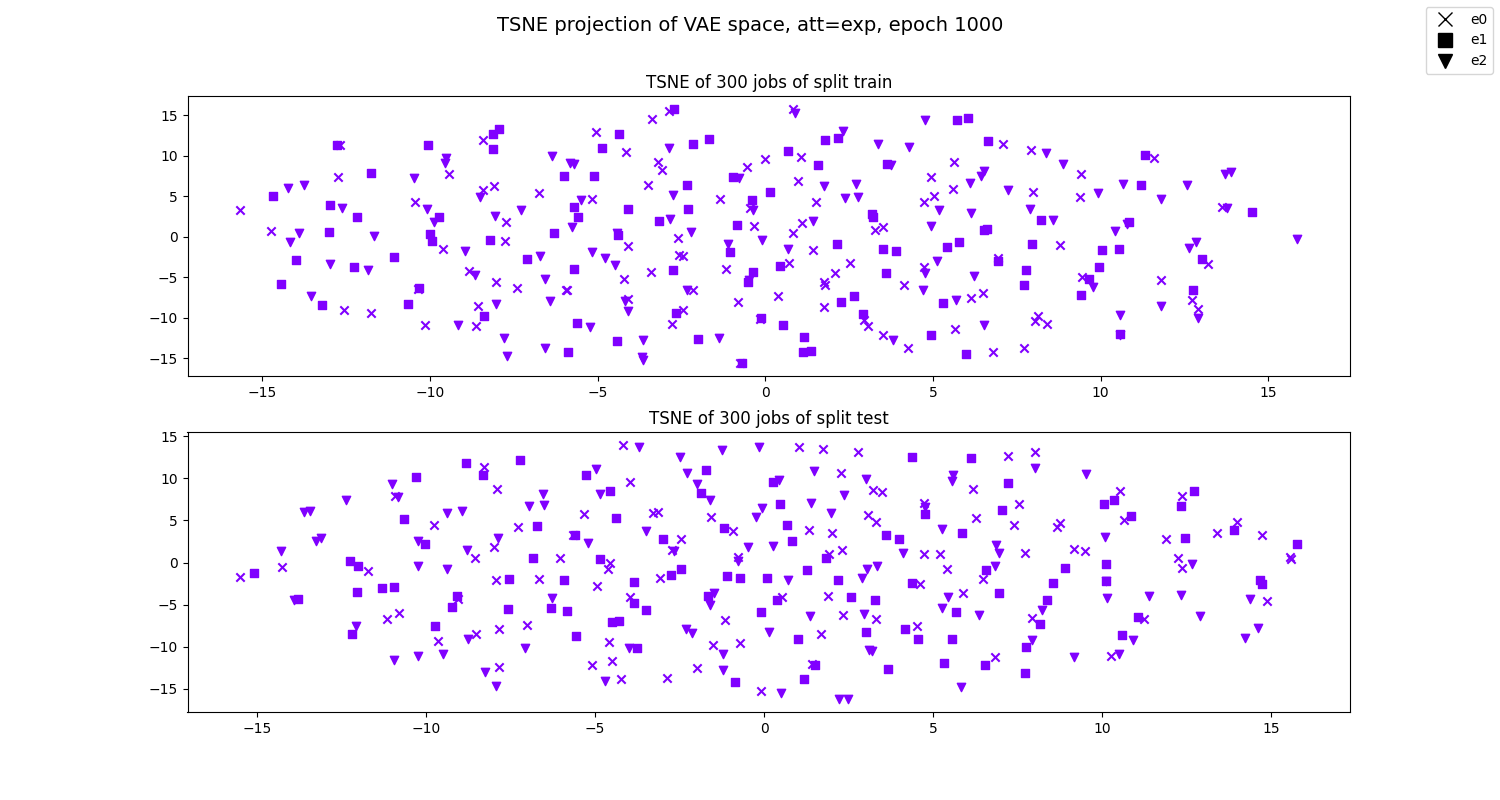 TSNE projection of VAE space, att=exp, epoch 1000
e0
e1
e2
TSNE of 300 jobs of split train
15
10
5
0
−5
−10
−15
−15 −10 −5 0 5 10 15
TSNE of 300 jobs of split test
15
10
5
0
−5
−10
−15
−15 −10 −5 0 5 10 15